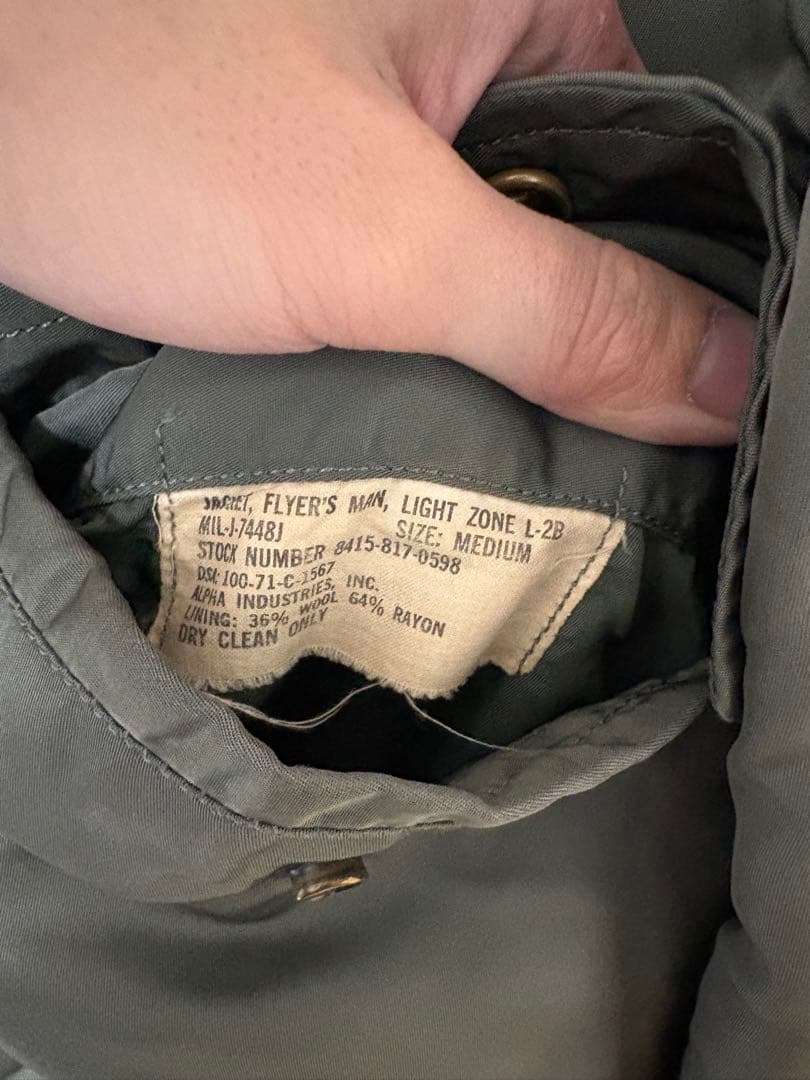 JACKET, FLYER'S MAN, LIGHT ZONE L-2B
MIL-J-7448J SIZE: MEDIUM
STOCK NUMBER 8415-817-0598
DSA: 100-71-C-1567
ALPHA INDUSTRIES, INC.
LINING: 36% WOOL 64% RAYON
DRY CLEAN ONLY